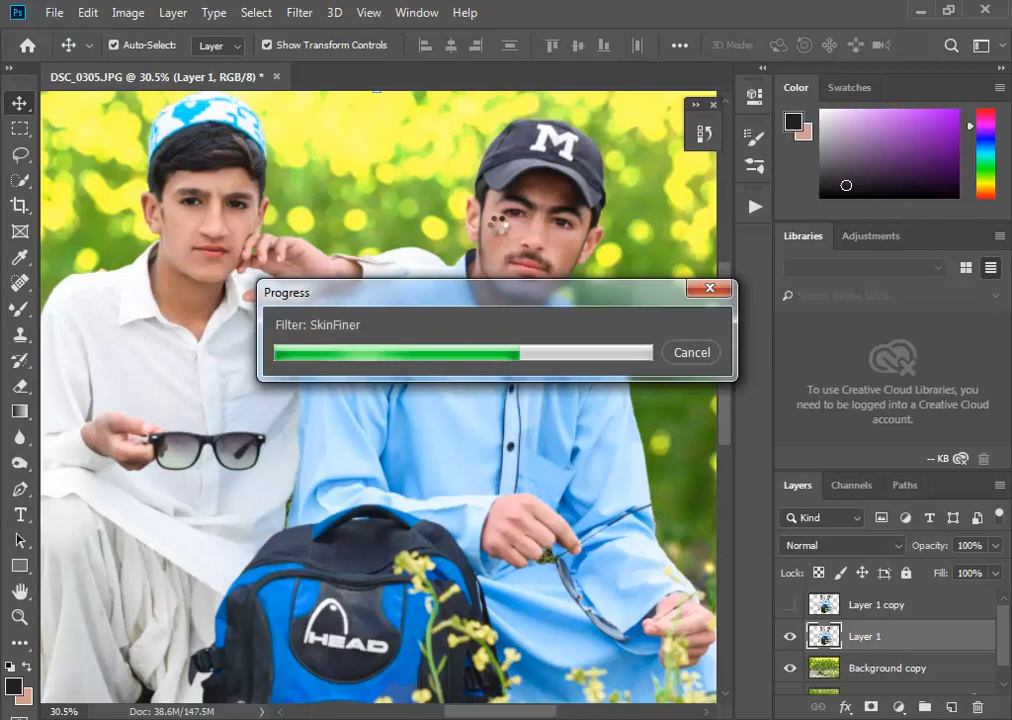 Ps File Edit Image Layer Type Select Filter 3D View Window Help
Auto-Select: Layer Show Transform Controls 3D Mode:
DSC_0305.JPG @ 30.5% (Layer 1, RGB/8) *
Color Swatches
M
Libraries Adjustments
Progress
Filter: SkinFiner
Cancel
Search Adobe Stock
To use Creative Cloud Libraries,
you need to be logged into a Creative Cloud
account.
-- KB
Layers Channels Paths
Kind
Normal Opacity: 100%
Lock: Fill: 100%
Layer 1 copy
Layer 1
HEAD
Background copy
30.5% Doc: 38.6M/147.5M